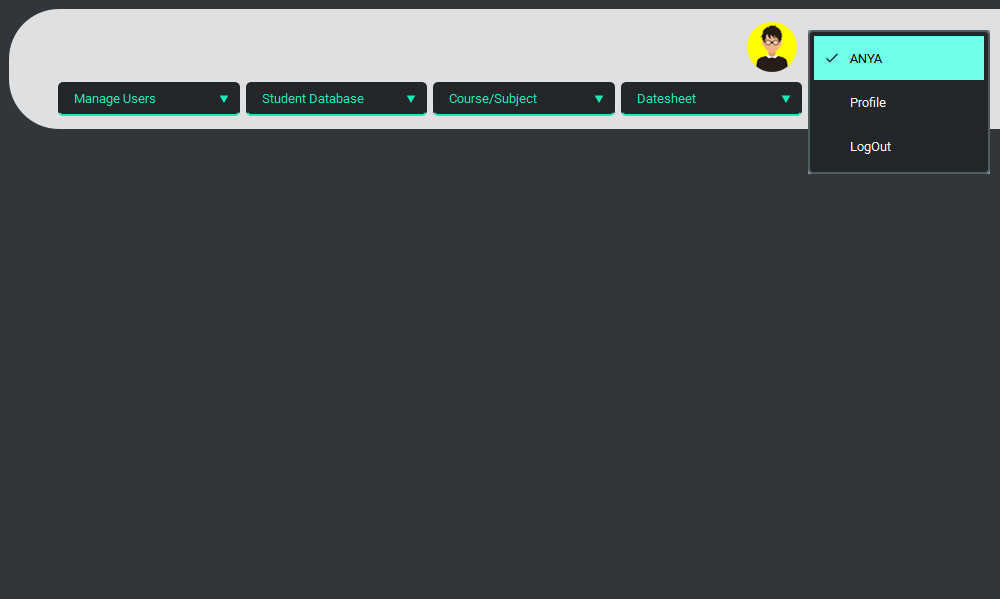 ANYA
Manage Users
Student Database
Course/Subject
Datesheet
Profile
LogOut